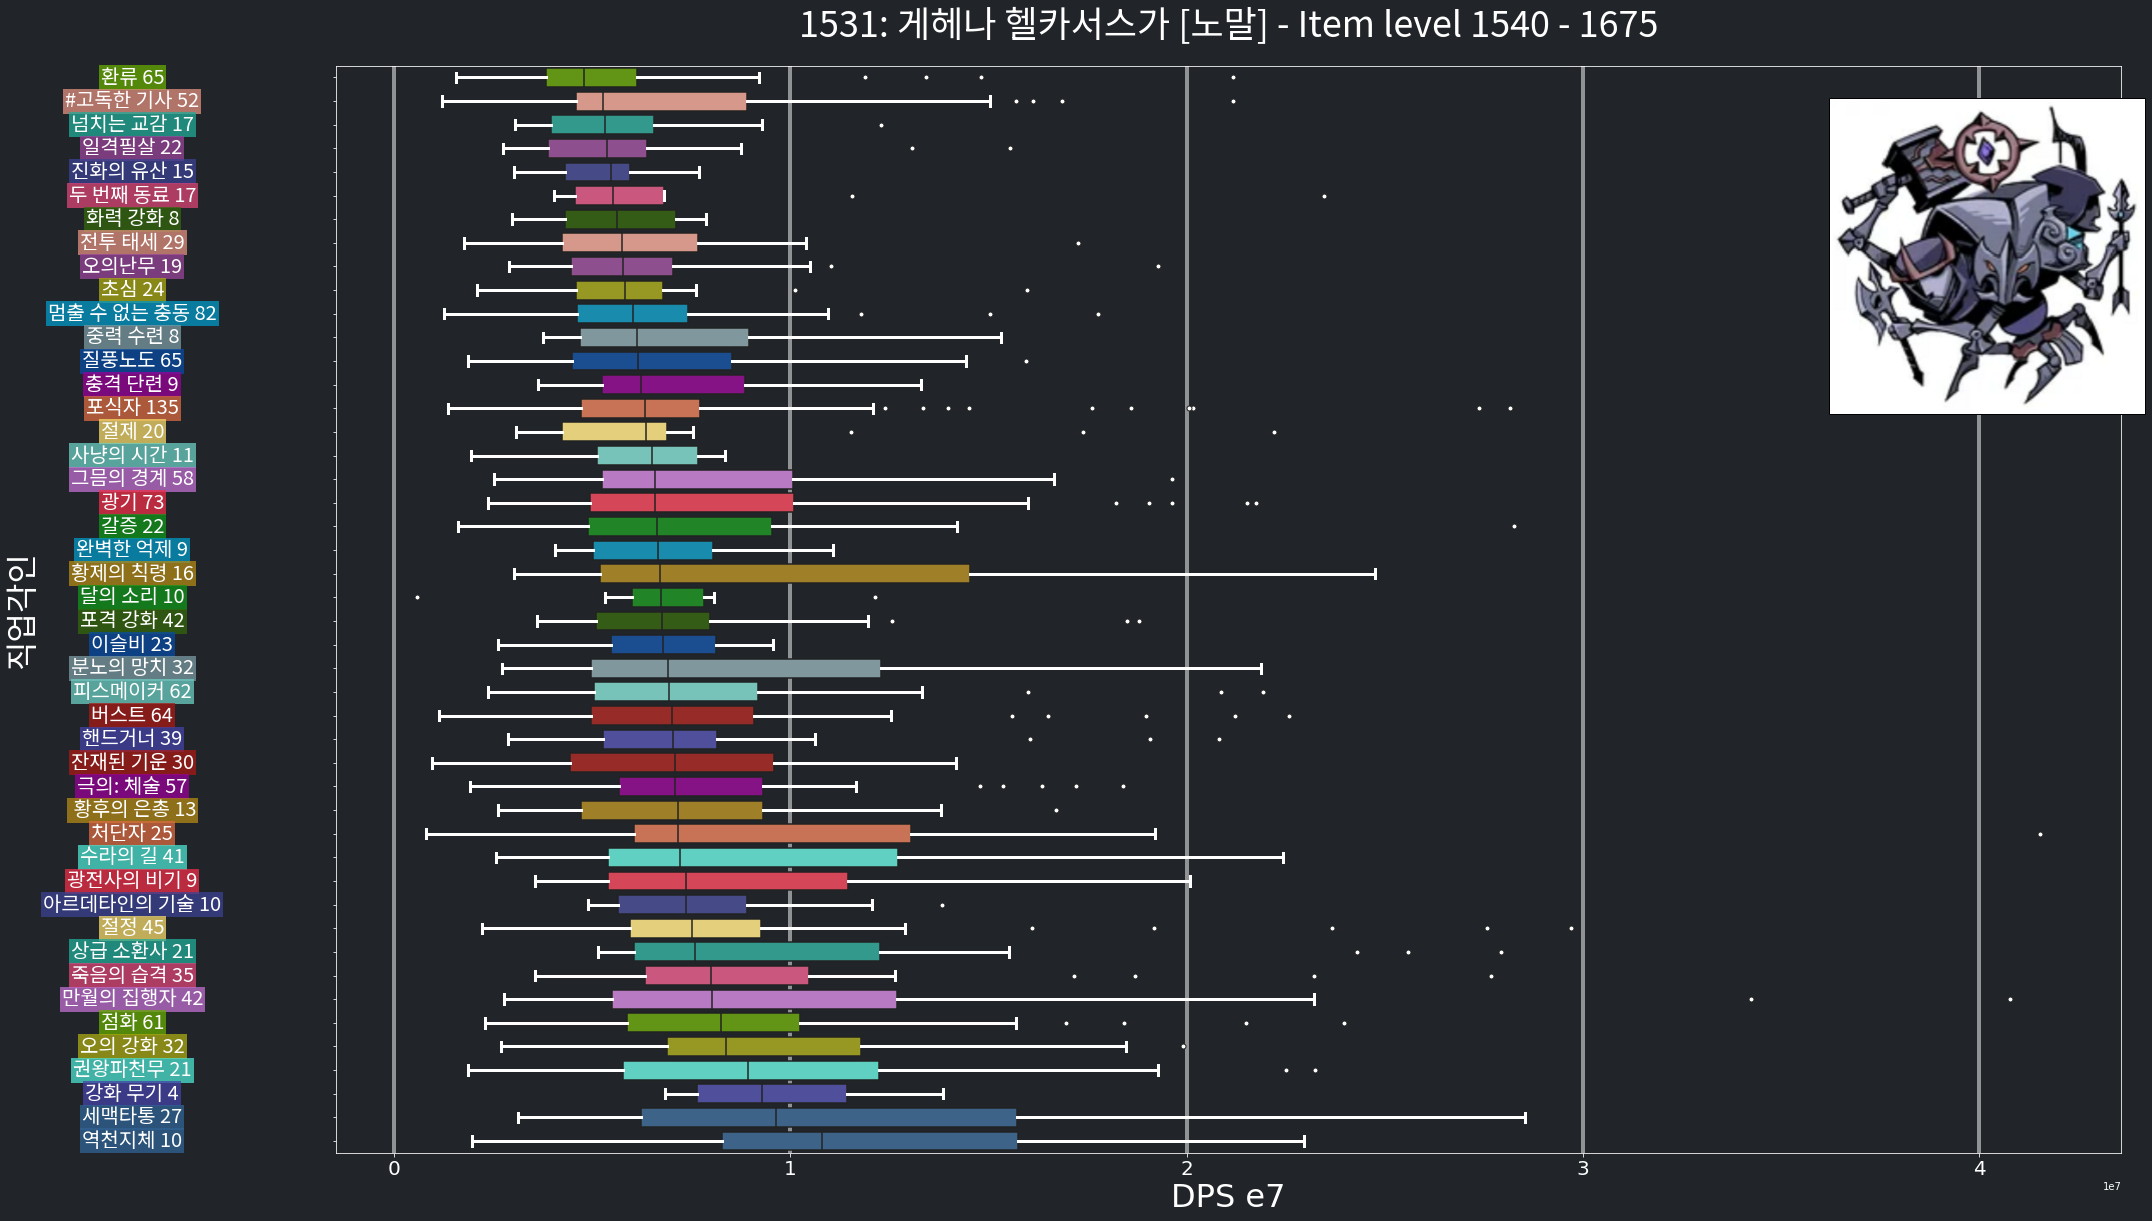 1531: 게헤나 헬카서스가 [노말] - Item level 1540 - 1675
직업각인
환류 65
#고독한 기사 52
넘치는 교감 17
일격필살 22
진화의 유산 15
두 번째 동료 17
화력 강화 8
전투 태세 29
오의난무 19
초심 24
멈출 수 없는 충동 82
중력 수련 8
질풍노도 65
충격 단련 9
포식자 135
절제 20
사냥의 시간 11
그믐의 경계 58
광기 73
갈증 22
완벽한 억제 9
황제의 칙령 16
달의 소리 10
포격 강화 42
이슬비 23
분노의 망치 32
피스메이커 62
버스트 64
핸드거너 39
잔재된 기운 30
극의: 체술 57
황후의 은총 13
처단자 25
수라의 길 41
광전사의 비기 9
아르데타인의 기술 10
절정 45
상급 소환사 21
죽음의 습격 35
만월의 집행자 42
점화 61
오의 강화 32
권왕파천무 21
강화 무기 4
세맥타통 27
역천지체 10
0 1 2 3 4
1e7
DPS e7